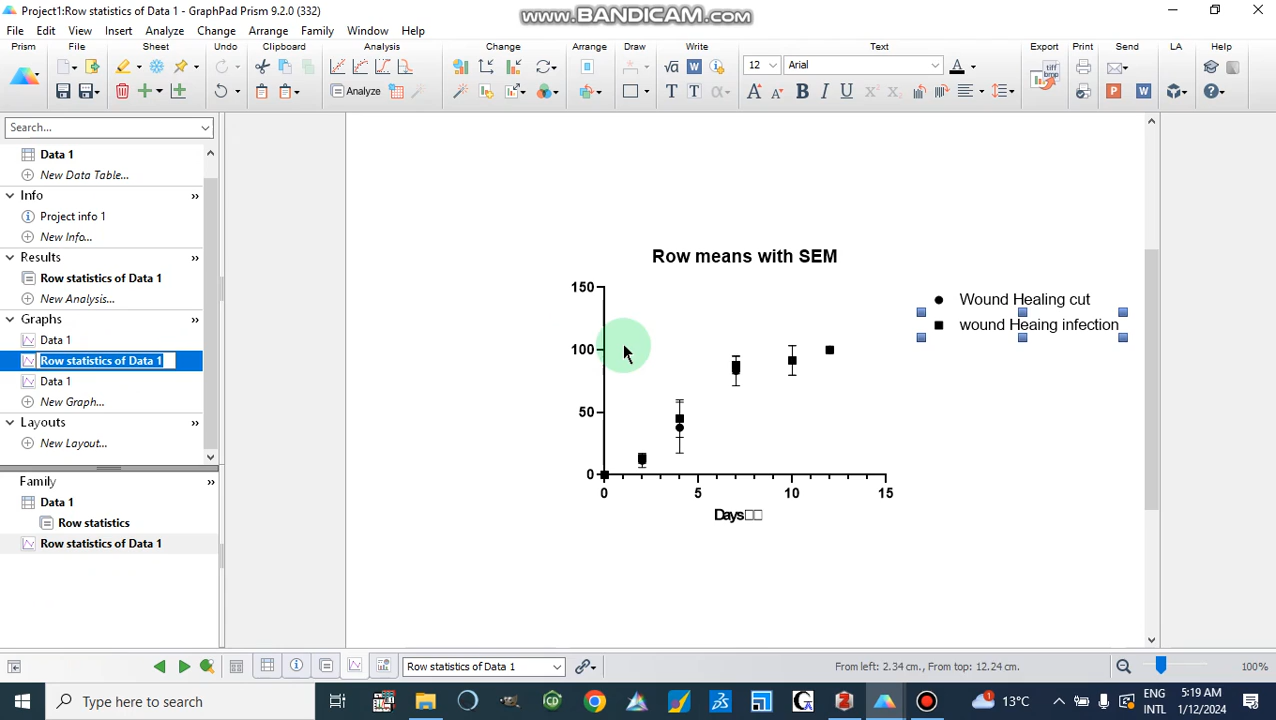 Project1:Row statistics of Data 1 - GraphPad Prism 9.2.0 (332)
www.BANDICAM.com
File Edit View Insert Analyze Change Arrange Family Window Help
Prism File Sheet Undo Clipboard Analysis Change Arrange Draw Write Text Export Print Send LA Help
12 Arial
Analyze
Search...
Data 1
New Data Table...
Info
Project info 1
New Info...
Results
Row statistics of Data 1
New Analysis...
Graphs
Data 1
Row statistics of Data 1
Data 1
New Graph...
Layouts
New Layout...
Family
Data 1
Row statistics
Row statistics of Data 1
Row means with SEM
150
100
50
0
0 5 10 15
Days□□
Wound Healing cut
wound Heaing infection
Row statistics of Data 1
From left: 2.34 cm., From top: 12.24 cm.
100%
Type here to search
1
13°C
ENG
INTL
5:19 AM
1/12/2024